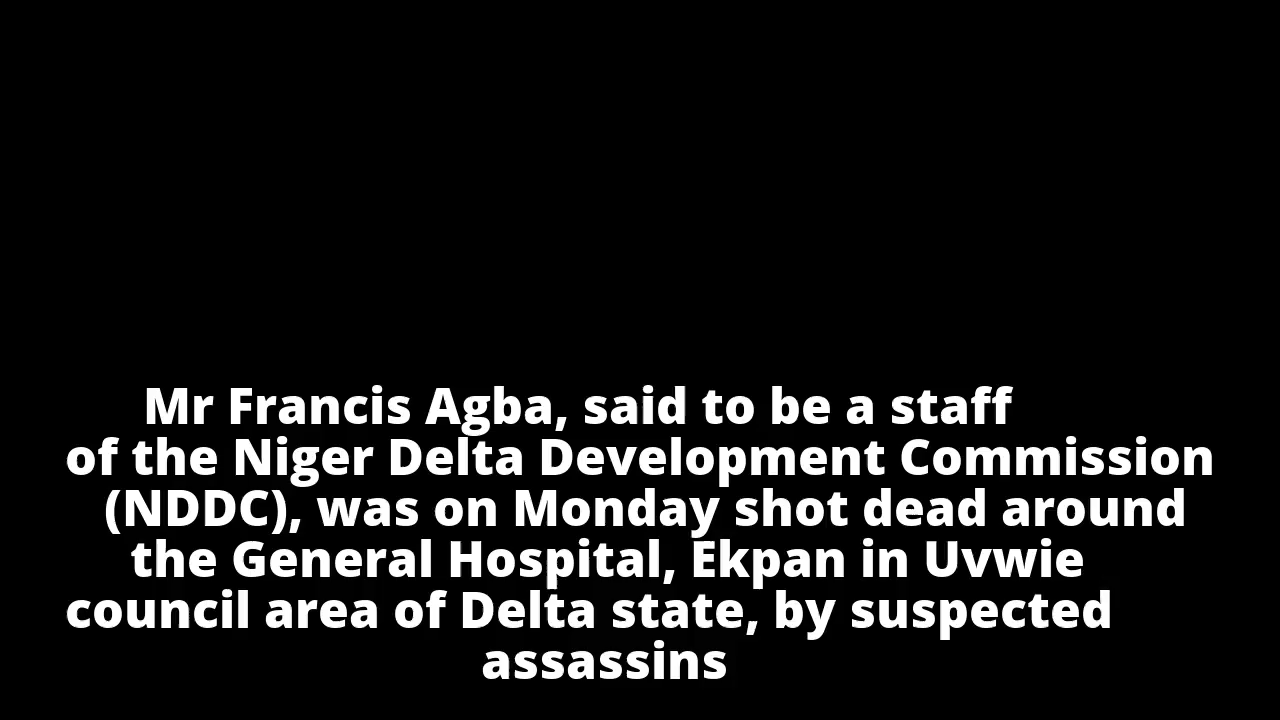 Mr Francis Agba, said to be a staff
of the Niger Delta Development Commission
(NDDC), was on Monday shot dead around
the General Hospital, Ekpan in Uvwie
council area of Delta state, by suspected
assassins